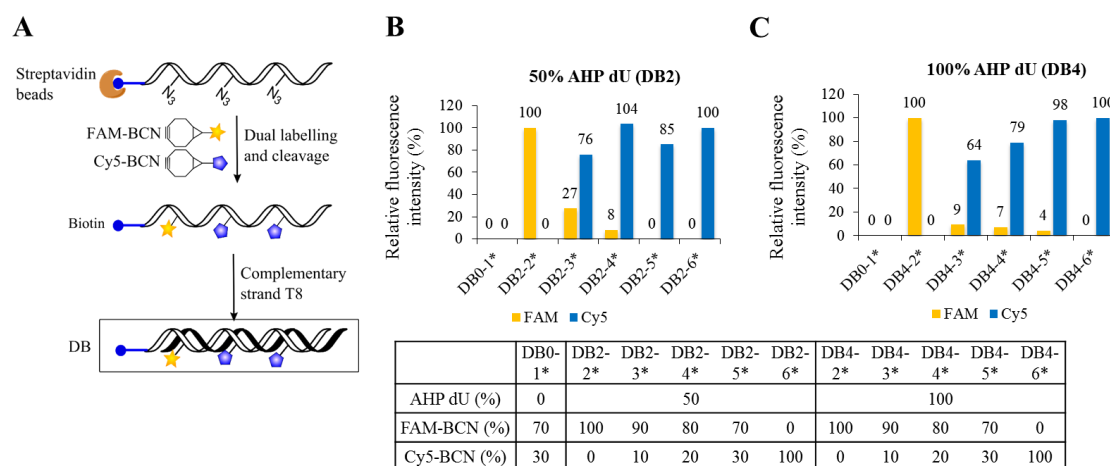 A
Streptavidin
beads
N3 N3 N3
FAM-BCN
Cy5-BCN
Dual labelling
and cleavage
Biotin
Complementary
strand T8
DB
B
50% AHP dU (DB2)
Relative fluorescence
intensity (%)
120
100
80
60
40
20
0
0 0 100 0 27 76 8 104 0 85 0 100
DB0-1* DB2-2* DB2-3* DB2-4* DB2-5* DB2-6*
FAM Cy5
C
100% AHP dU (DB4)
Relative fluorescence
intensity (%)
120
100
80
60
40
20
0
0 0 100 0 9 64 7 79 4 98 0 100
DB0-1* DB4-2* DB4-3* DB4-4* DB4-5* DB4-6*
FAM Cy5
DB0- DB2- DB2- DB2- DB2- DB2- DB4- DB4- DB4- DB4- DB4-
1* 2* 3* 4* 5* 6* 2* 3* 4* 5* 6*
AHP dU (%) 0 50 100
FAM-BCN (%) 70 100 90 80 70 0 100 90 80 70 0
Cy5-BCN (%) 30 0 10 20 30 100 0 10 20 30 100